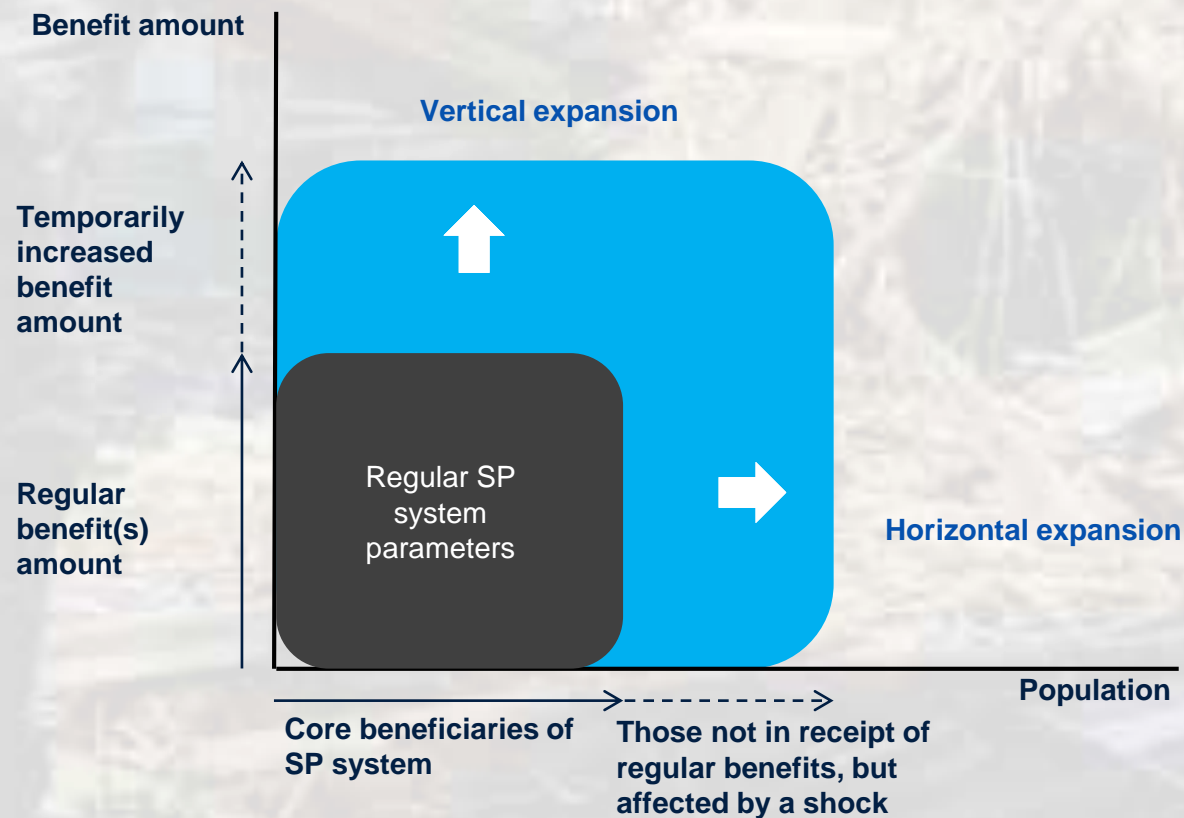 Benefit amount
Vertical expansion
Temporarily
increased
benefit
amount
Regular
benefit(s)
amount
Regular SP
system
parameters
Horizontal expansion
Population
Core beneficiaries of
SP system
Those not in receipt of
regular benefits, but
affected by a shock